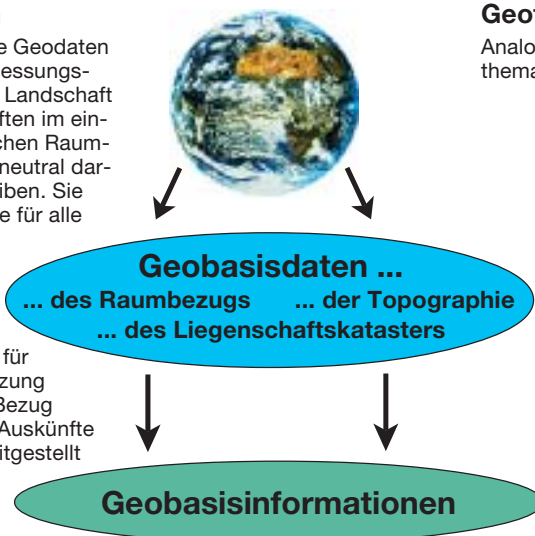 e Geodaten
essungs-
Landschaft
ften im ein-
chen Raum-
neutral dar-
iben. Sie
e für alle
Geo
Analo
thema
Geobasisdaten ...
... des Raumbezugs ... der Topographie
... des Liegenschaftskatasters
für
zung
Bezug
Auskünfte
itgestellt
Geobasisinformationen